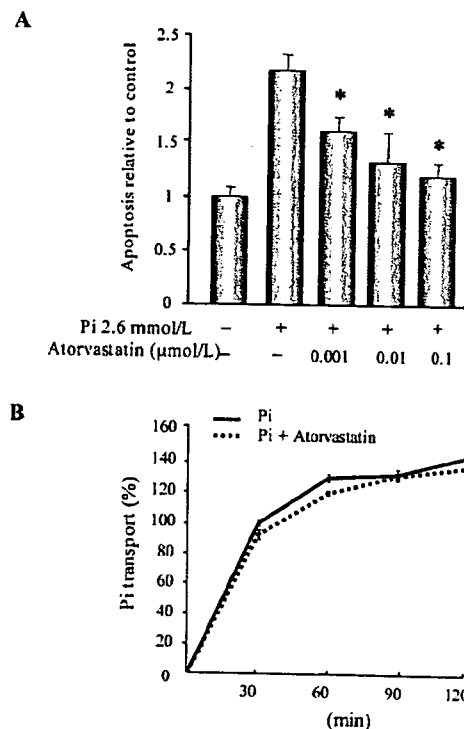 A
Apoptosis relative to control
2.5
2
1.5
1
0.5
0
*
*
*
Pi 2.6 mmol/L – + + + +
Atorvastatin (μmol/L) – – 0.001 0.01 0.1
B
Pi
Pi + Atorvastatin
Pi transport (%)
160
140
120
100
80
60
40
20
0
30 60 90 120
(min)